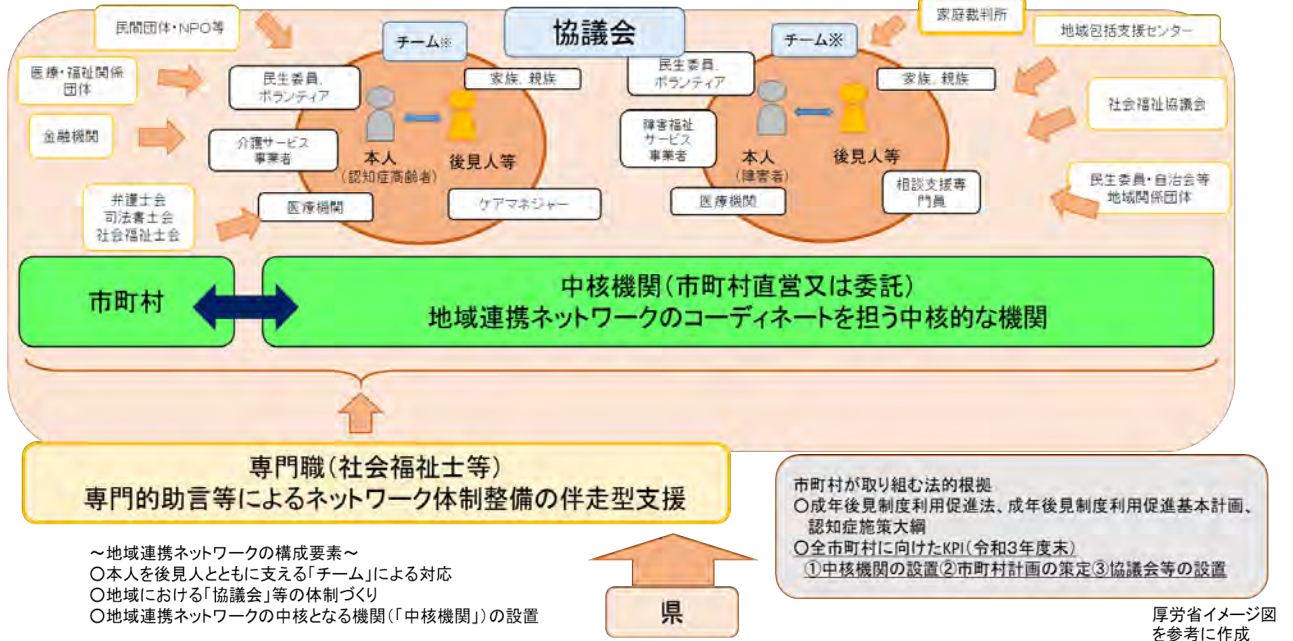 協議会
民間団体・NPO等
医療・福祉関係
団体
金融機関
弁護士会
司法書士会
社会福祉士会
チーム※
民生委員、
ボランティア
家族、親族
介護サービス
事業者
本人
(認知症高齢者)
後見人等
医療機関
ケアマネジャー
チーム※
民生委員、
ボランティア
家族、親族
障害福祉
サービス
事業者
本人
(障害者)
後見人等
医療機関
相談支援専
門員
家庭裁判所
地域包括支援センター
社会福祉協議会
民生委員・自治会等
地域関係団体
市町村
中核機関(市町村直営又は委託)
地域連携ネットワークのコーディネートを担う中核的な機関
専門職(社会福祉士等)
専門的助言等によるネットワーク体制整備の伴走型支援
~地域連携ネットワークの構成要素~
○本人を後見人とともに支える「チーム」による対応
○地域における「協議会」等の体制づくり
○地域連携ネットワークの中核となる機関(「中核機関」)の設置
県
市町村が取り組む法的根拠
○成年後見制度利用促進法、成年後見制度利用促進基本計画、
認知症施策大綱
○全市町村に向けたKPI(令和3年度末)
①中核機関の設置②市町村計画の策定③協議会等の設置
厚労省イメージ図
を参考に作成